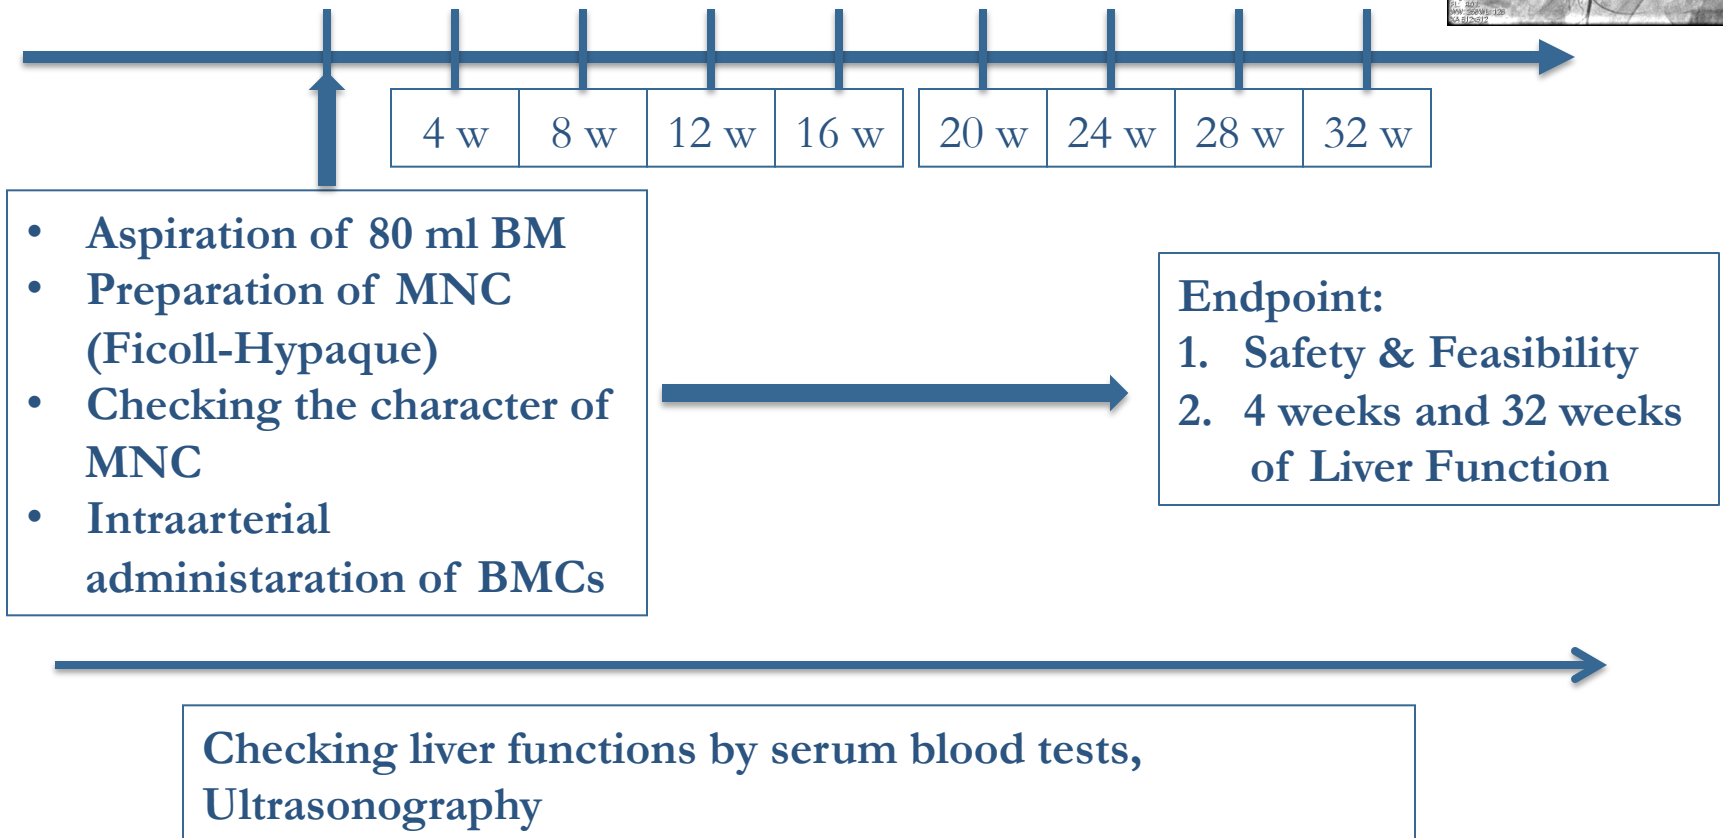 4 w 8 w 12 w 16 w 20 w 24 w 28 w 32 w
• Aspiration of 80 ml BM
• Preparation of MNC
(Ficoll-Hypaque)
• Checking the character of
MNC
• Intraarterial
administaration of BMCs
Endpoint:
1. Safety & Feasibility
2. 4 weeks and 32 weeks
of Liver Function
Checking liver functions by serum blood tests,
Ultrasonography